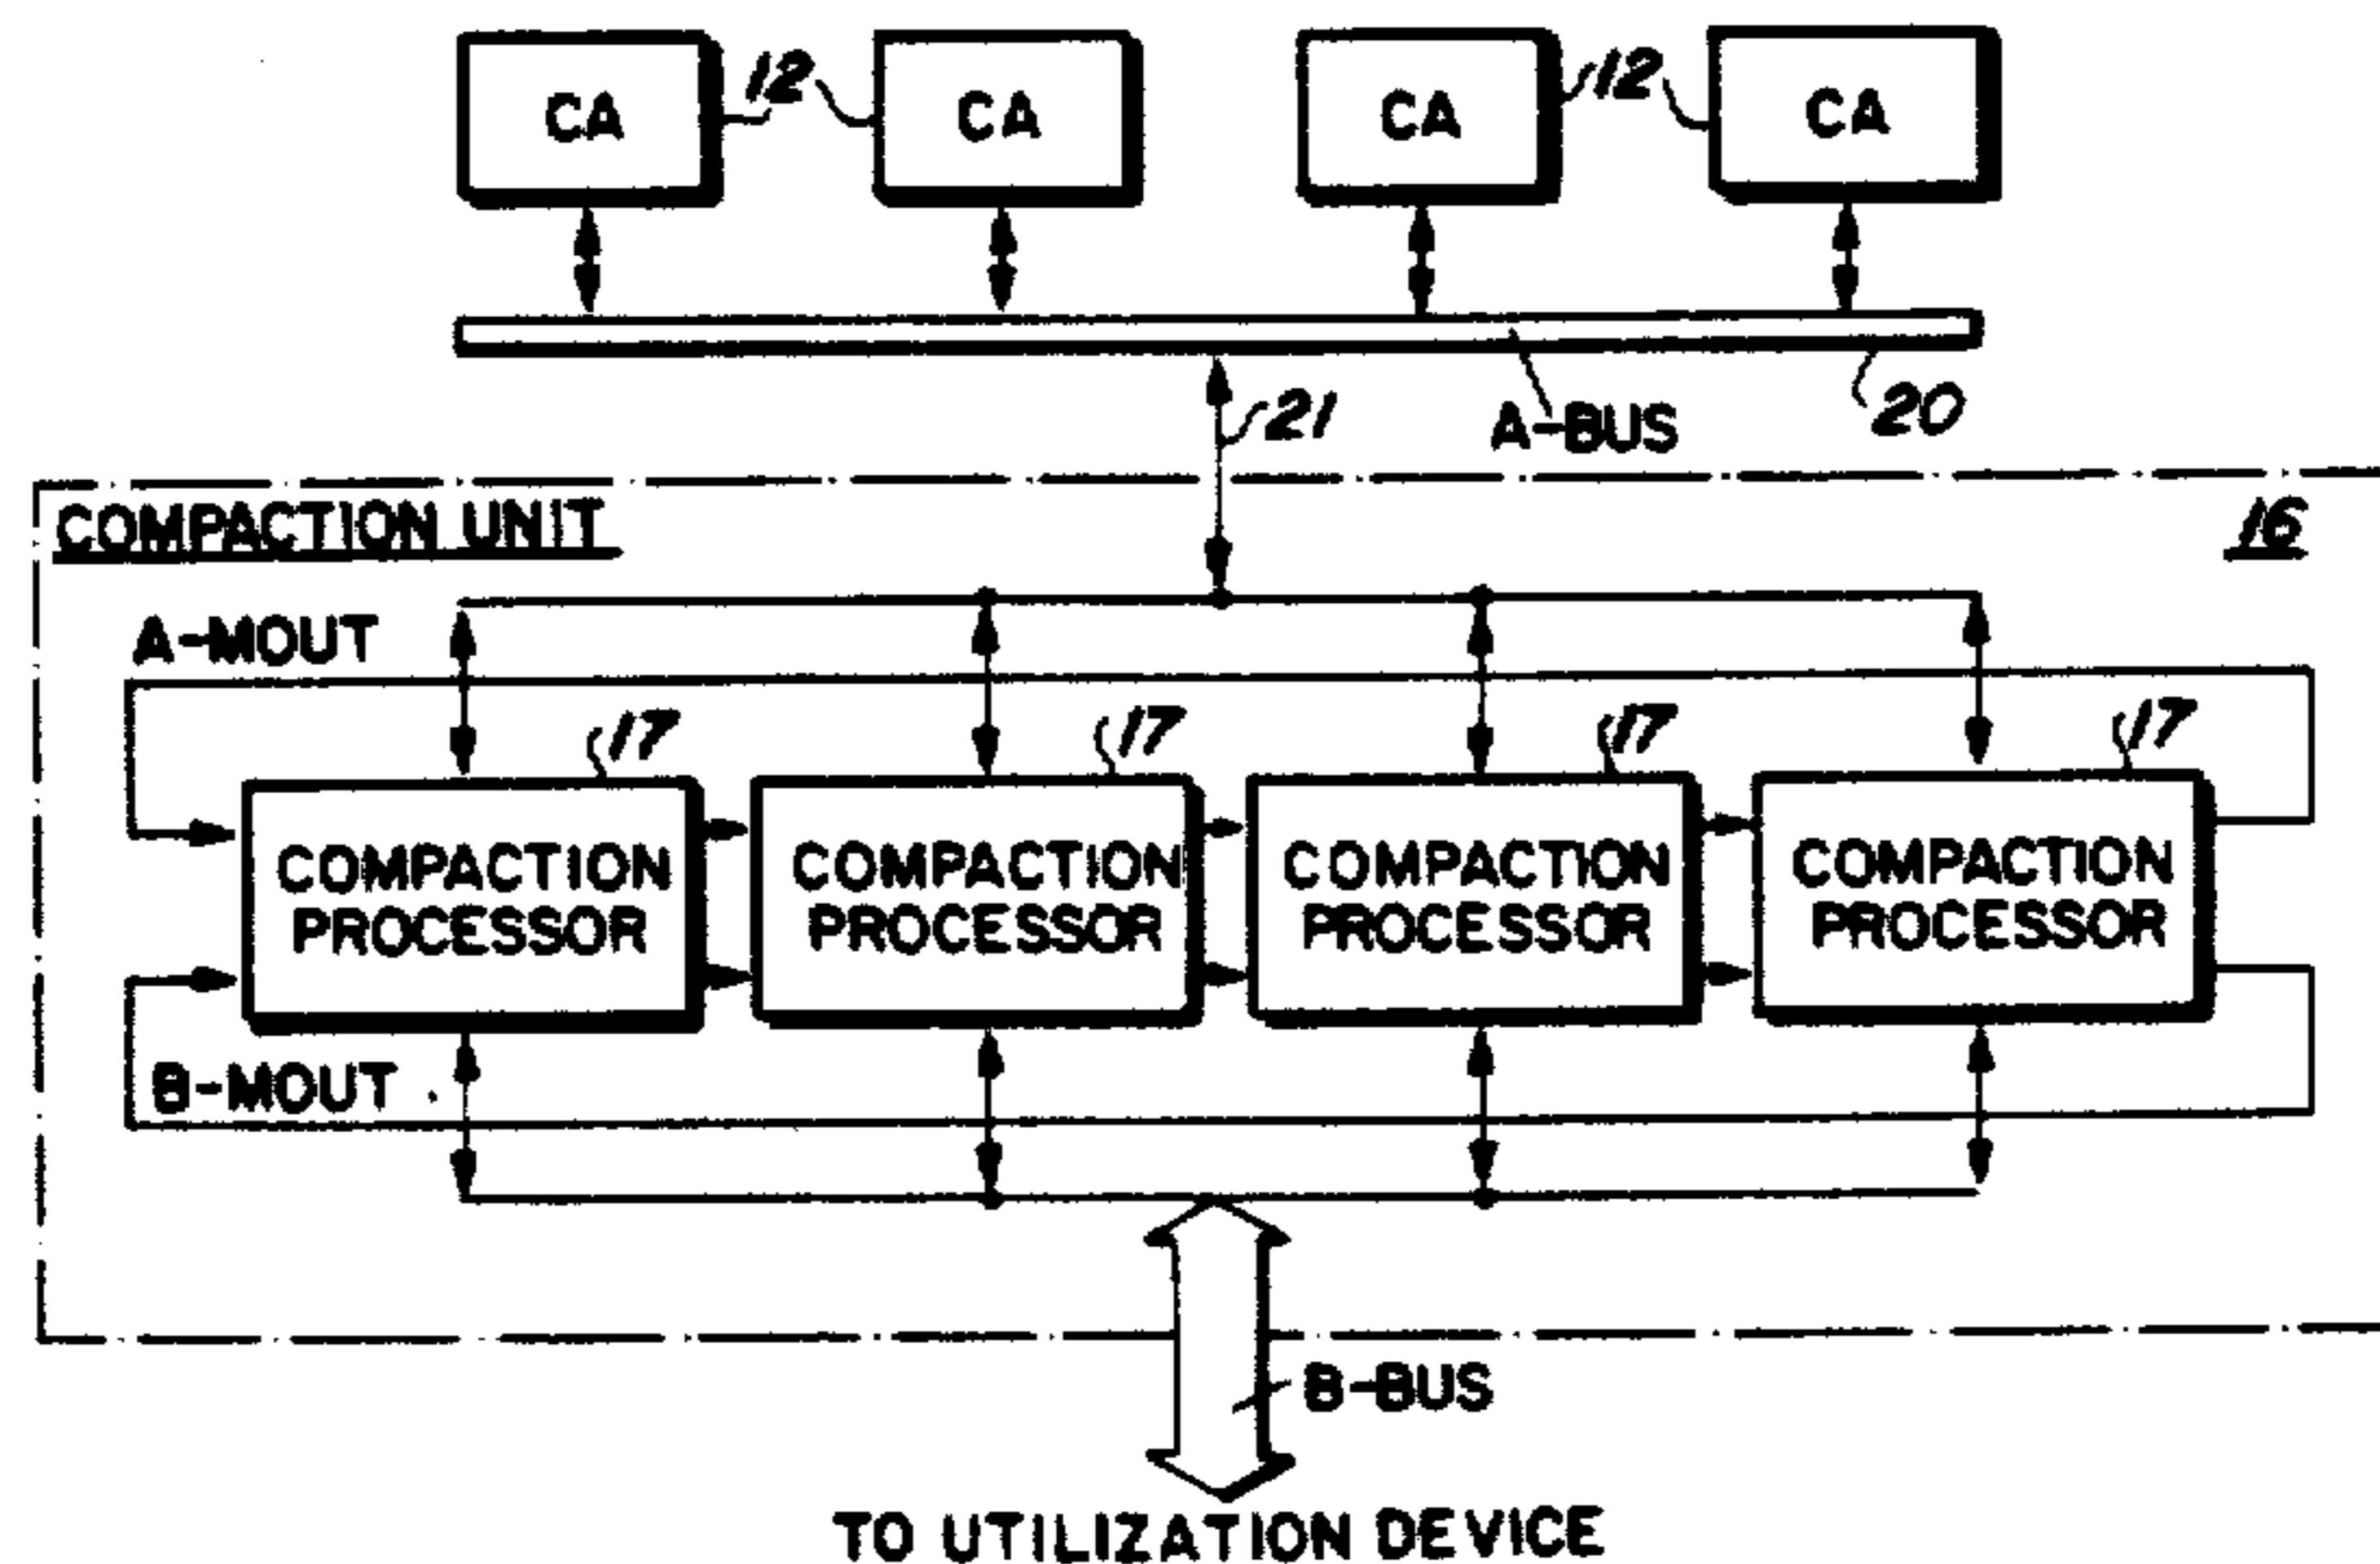 CA 12 CA CA 12 CA
21 A-BUS 20
COMPACTION UNIT 16
A-MOUT
17 17 17 17
COMPACTION COMPACTION COMPACTION COMPACTION
PROCESSOR PROCESSOR PROCESSOR PROCESSOR
B-MOUT
B-BUS
TO UTILIZATION DEVICE